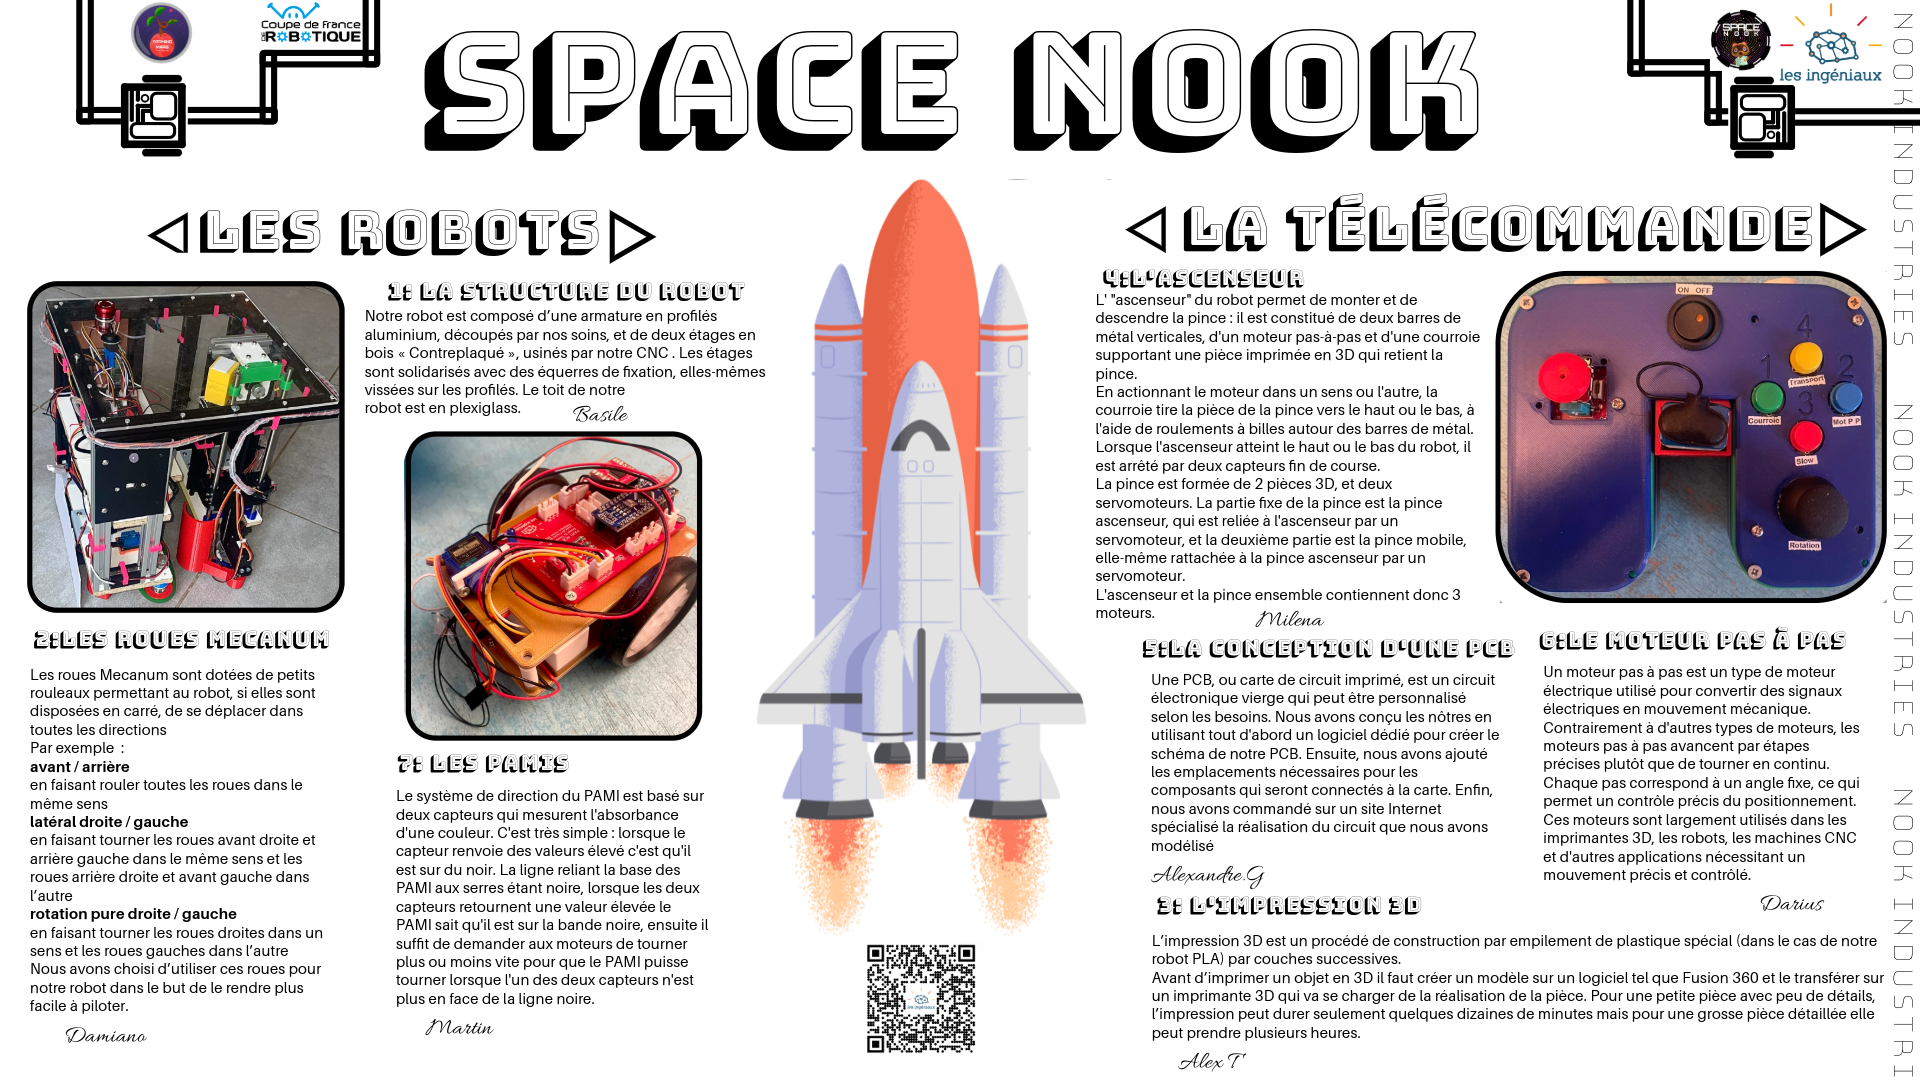 Coupe de France
DE ROBOTIQUE
SPACE NOOK
SPACE
NOOK
les ingéniaux
NOOK INDUSTRIES NOOK INDUSTRIES NOOK INDUSTRI
LES ROBOTS
1: LA STRUCTURE DU ROBOT
Notre robot est composé d’une armature en profilés
aluminium, découpés par nos soins, et de deux étages en
bois « Contreplaqué », usinés par notre CNC . Les étages
sont solidarisés avec des équerres de fixation, elles-mêmes
vissées sur les profilés. Le toit de notre
robot est en plexiglass.
Basile
2:LES ROUES MECANUM
Les roues Mecanum sont dotées de petits
rouleaux permettant au robot, si elles sont
disposées en carré, de se déplacer dans
toutes les directions
Par exemple :
avant / arrière
en faisant rouler toutes les roues dans le
même sens
latéral droite / gauche
en faisant tourner les roues avant droite et
arrière gauche dans le même sens et les
roues arrière droite et avant gauche dans
l’autre
rotation pure droite / gauche
en faisant tourner les roues droites dans un
sens et les roues gauches dans l’autre
Nous avons choisi d’utiliser ces roues pour
notre robot dans le but de le rendre plus
facile à piloter.
Damiano
7: LES PAMIS
Le système de direction du PAMI est basé sur
deux capteurs qui mesurent l'absorbance
d'une couleur. C'est très simple : lorsque le
capteur renvoie des valeurs élevé c'est qu'il
est sur du noir. La ligne reliant la base des
PAMI aux serres étant noire, lorsque les deux
capteurs retournent une valeur élevée le
PAMI sait qu'il est sur la bande noire, ensuite il
suffit de demander aux moteurs de tourner
plus ou moins vite pour que le PAMI puisse
tourner lorsque l'un des deux capteurs n'est
plus en face de la ligne noire.
Martin
les ingéniaux
LA TÉLÉCOMMANDE
4:L'ASCENSEUR
L' "ascenseur" du robot permet de monter et de
descendre la pince : il est constitué de deux barres de
métal verticales, d'un moteur pas-à-pas et d'une courroie
supportant une pièce imprimée en 3D qui retient la
pince.
En actionnant le moteur dans un sens ou l'autre, la
courroie tire la pièce de la pince vers le haut ou le bas, à
l'aide de roulements à billes autour des barres de métal.
Lorsque l'ascenseur atteint le haut ou le bas du robot, il
est arrêté par deux capteurs fin de course.
La pince est formée de 2 pièces 3D, et deux
servomoteurs. La partie fixe de la pince est la pince
ascenseur, qui est reliée à l'ascenseur par un
servomoteur, et la deuxième partie est la pince mobile,
elle-même rattachée à la pince ascenseur par un
servomoteur.
L'ascenseur et la pince ensemble contiennent donc 3
moteurs.
Milena
ON OFF
4
1
2
3
Transport
Courroie
Mot P P
Slow
Rotation
5:LA CONCEPTION D'UNE PCB
Une PCB, ou carte de circuit imprimé, est un circuit
électronique vierge qui peut être personnalisé
selon les besoins. Nous avons conçu les nôtres en
utilisant tout d'abord un logiciel dédié pour créer le
schéma de notre PCB. Ensuite, nous avons ajouté
les emplacements nécessaires pour les
composants qui seront connectés à la carte. Enfin,
nous avons commandé sur un site Internet
spécialisé la réalisation du circuit que nous avons
modélisé
Alexandre.G
6:LE MOTEUR PAS À PAS
Un moteur pas à pas est un type de moteur
électrique utilisé pour convertir des signaux
électriques en mouvement mécanique.
Contrairement à d'autres types de moteurs, les
moteurs pas à pas avancent par étapes
précises plutôt que de tourner en continu.
Chaque pas correspond à un angle fixe, ce qui
permet un contrôle précis du positionnement.
Ces moteurs sont largement utilisés dans les
imprimantes 3D, les robots, les machines CNC
et d'autres applications nécessitant un
mouvement précis et contrôlé.
Darius
3: L'IMPRESSION 3D
L’impression 3D est un procédé de construction par empilement de plastique spécial (dans le cas de notre
robot PLA) par couches successives.
Avant d’imprimer un objet en 3D il faut créer un modèle sur un logiciel tel que Fusion 360 et le transférer sur
un imprimante 3D qui va se charger de la réalisation de la pièce. Pour une petite pièce avec peu de détails,
l’impression peut durer seulement quelques dizaines de minutes mais pour une grosse pièce détaillée elle
peut prendre plusieurs heures.
Alex T